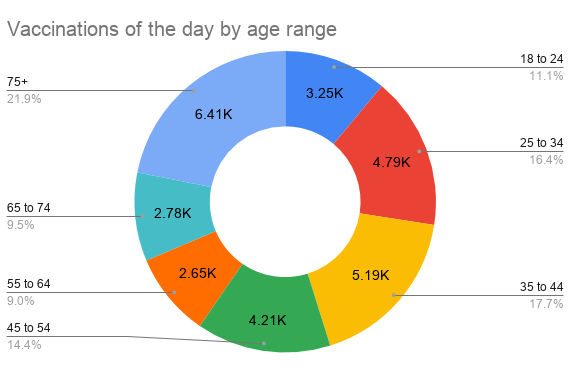 Vaccinations of the day by age range
18 to 24
11.1%
3.25K
25 to 34
16.4%
4.79K
35 to 44
17.7%
5.19K
45 to 54
14.4%
4.21K
55 to 64
9.0%
2.65K
65 to 74
9.5%
2.78K
75+
21.9%
6.41K